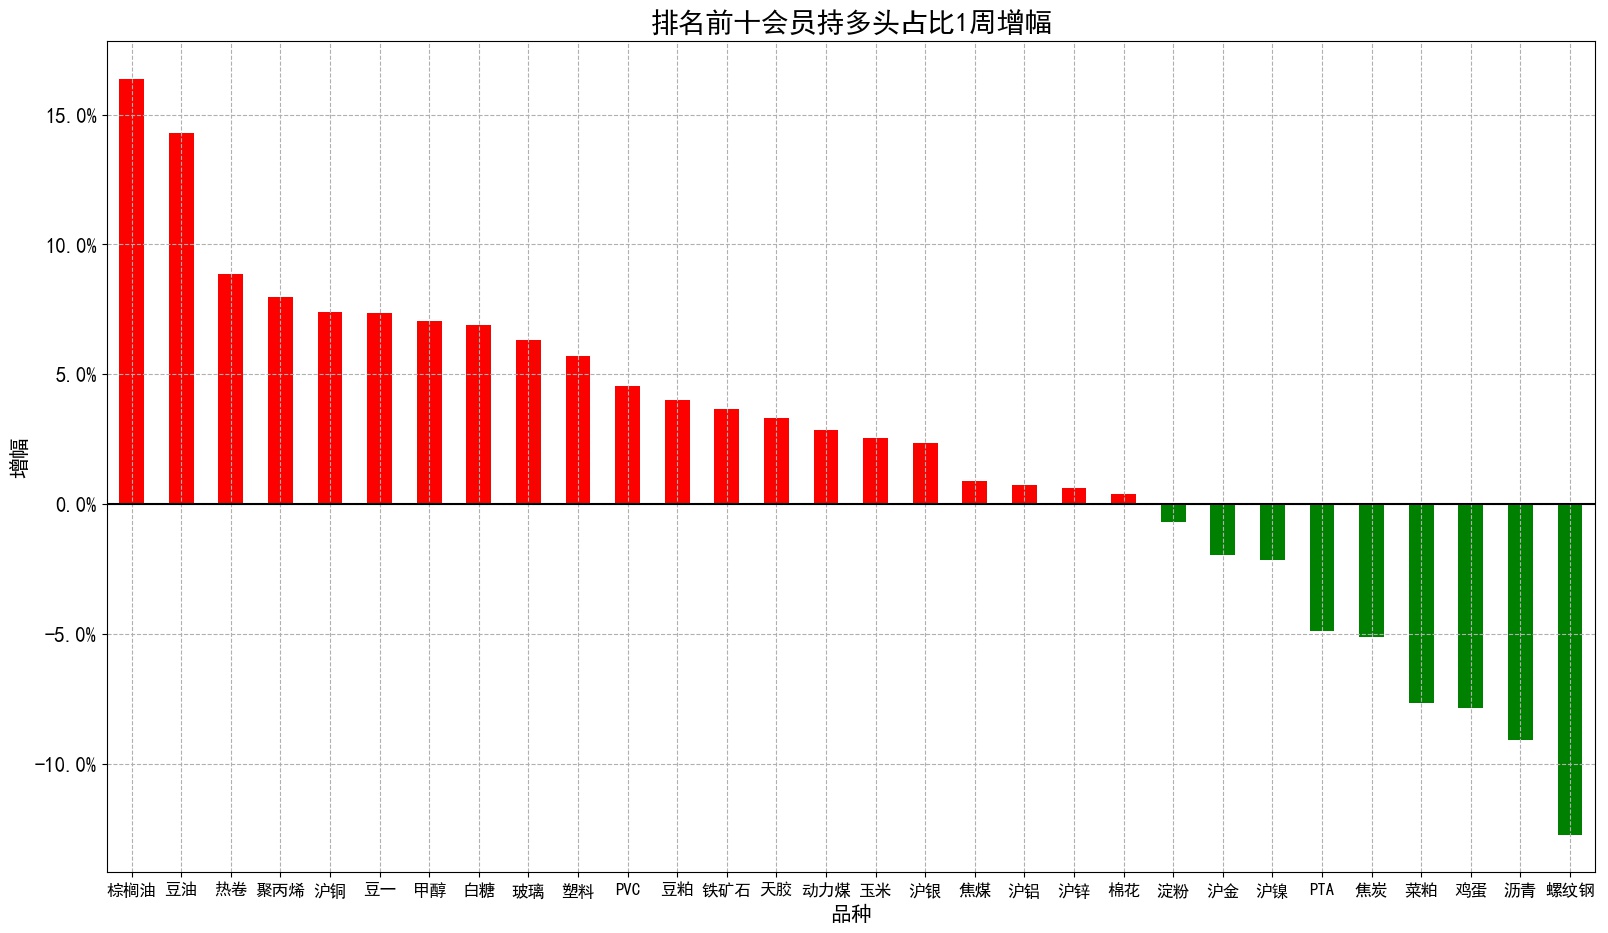 排名前十会员持多头占比1周增幅
15.0%
10.0%
5.0%
0.0%
-5.0%
-10.0%
增幅
棕榈油 豆油 热卷 聚丙烯 沪铜 豆一 甲醇 白糖 玻璃 塑料 PVC 豆粕 铁矿石 天胶 动力煤 玉米 沪银 焦煤 沪铝 沪锌 棉花 淀粉 沪金 沪镍 PTA 焦炭 菜粕 鸡蛋 沥青 螺纹钢
品种